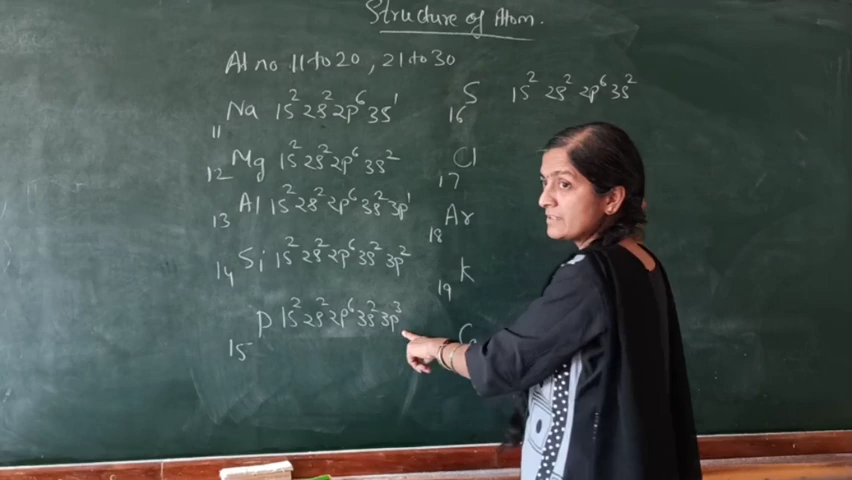 Structure of Atom.
At no 11 to 20, 21 to 30
11 Na 1s² 2s² 2p⁶ 3s¹
12 Mg 1s² 2s² 2p⁶ 3s²
13 Al 1s² 2s² 2p⁶ 3s² 3p¹
14 Si 1s² 2s² 2p⁶ 3s² 3p²
15 P 1s² 2s² 2p⁶ 3s² 3p³
16 S 1s² 2s² 2p⁶ 3s²
17 Cl
18 Ar
19 K